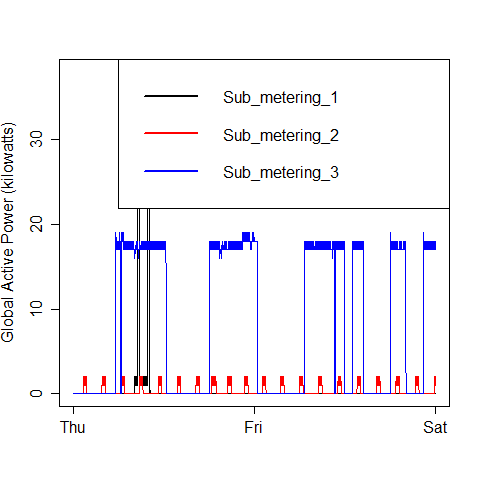 Sub_metering_1
Sub_metering_2
Sub_metering_3
Global Active Power (kilowatts)
30
20
10
0
Thu Fri Sat